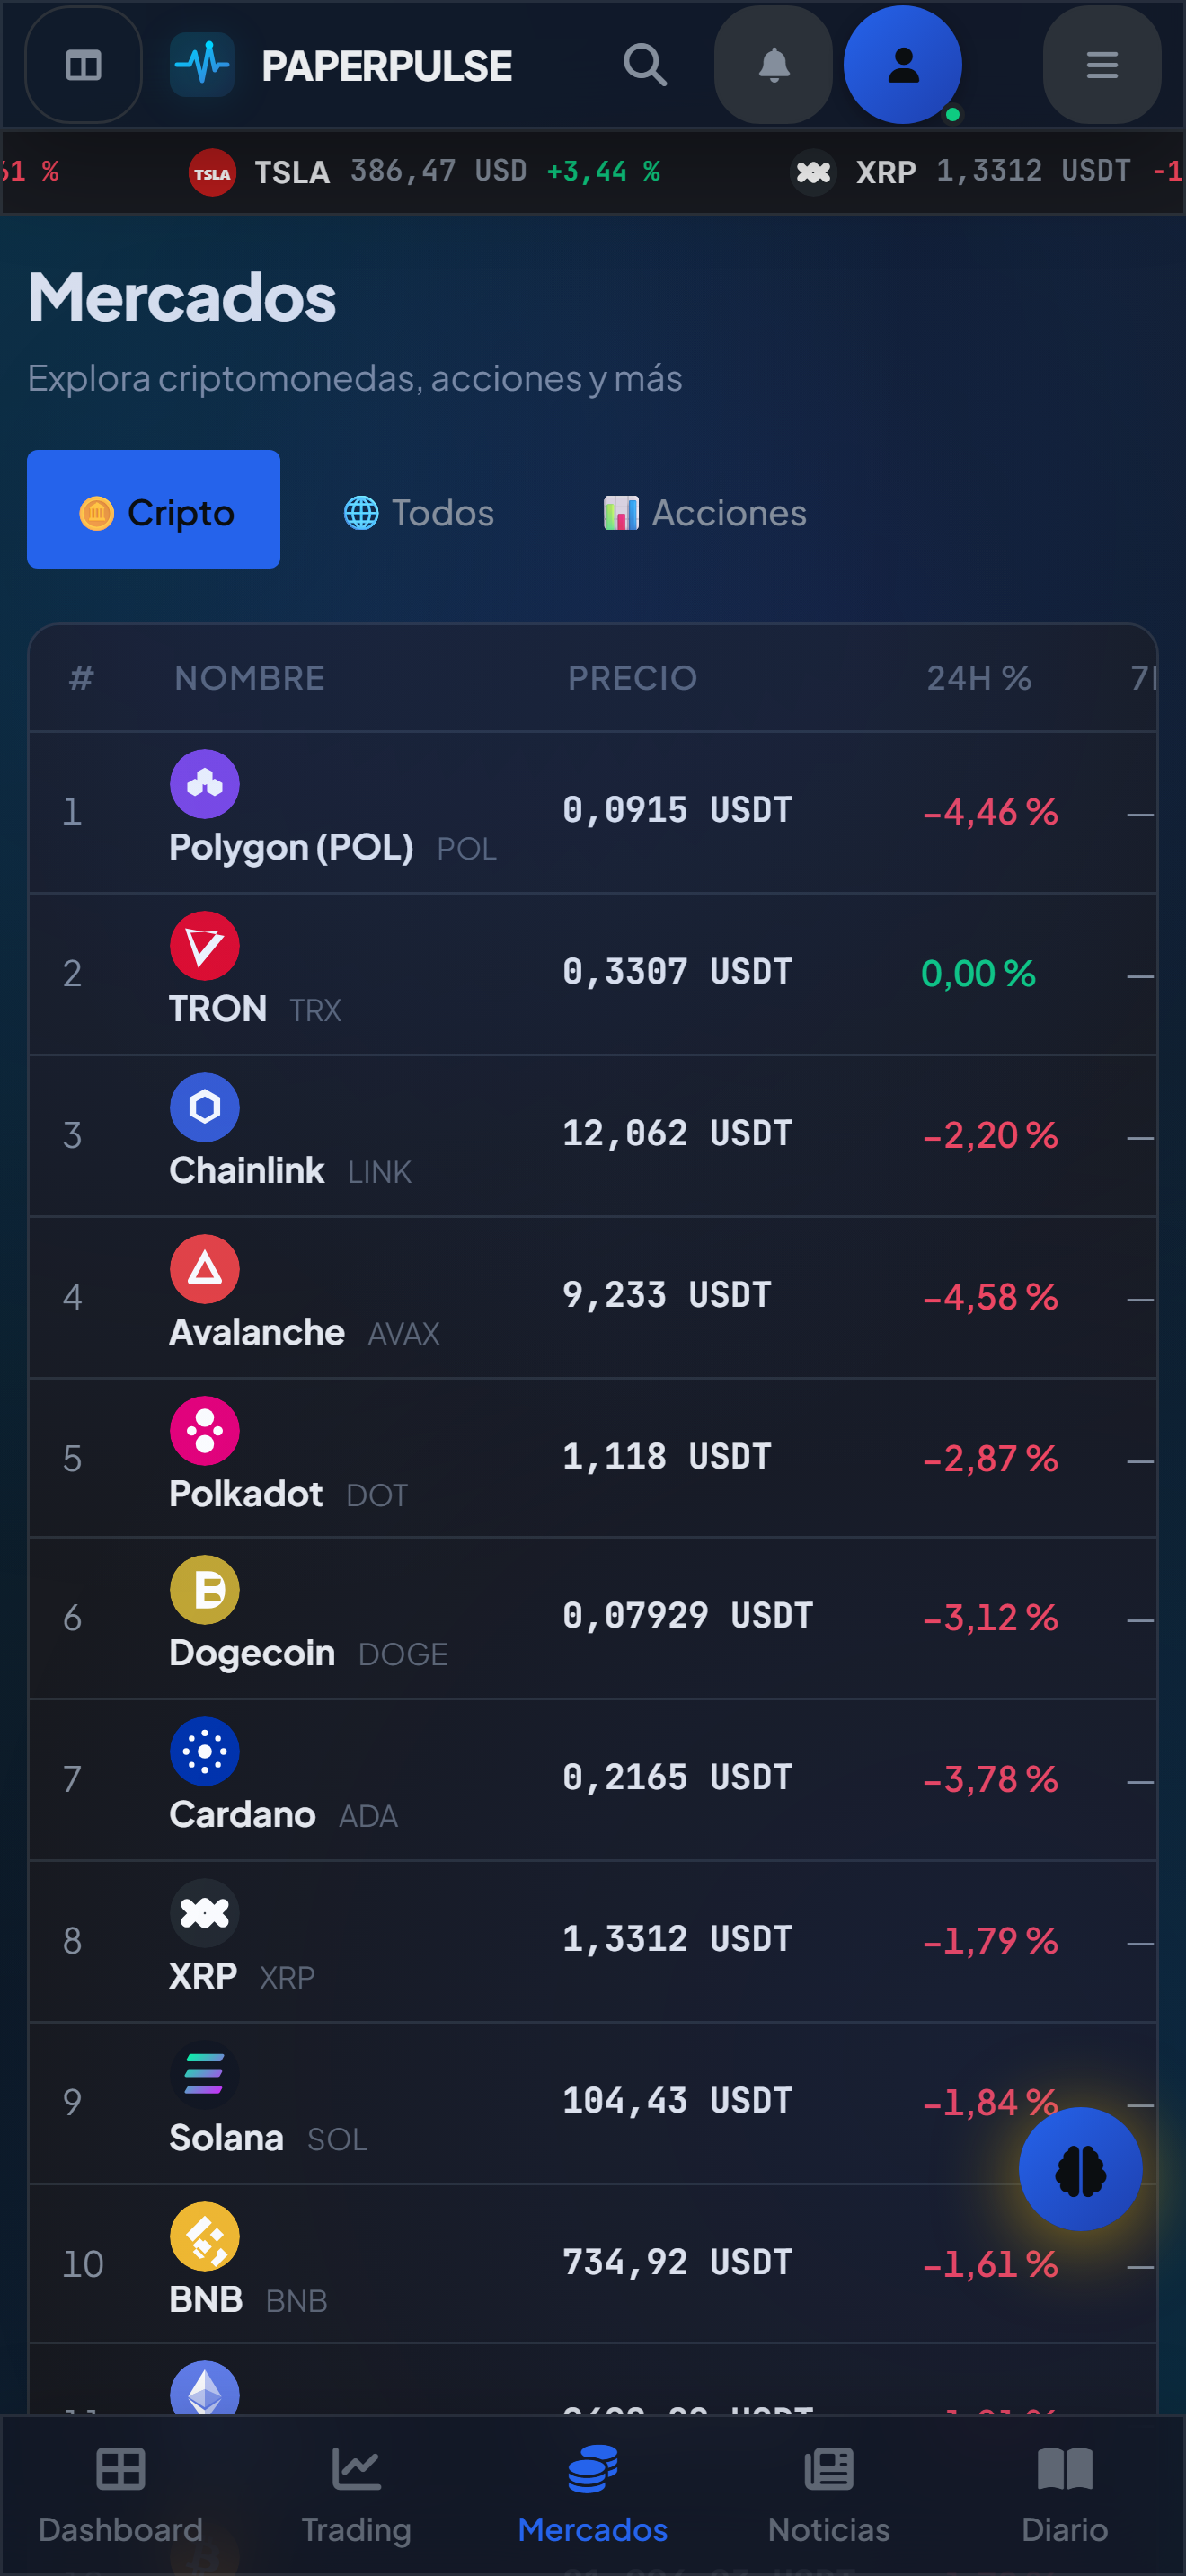 PAPERPULSE
61 % TSLA TSLA 386,47 USD +3,44 % XRP 1,3312 USDT -1
Mercados
Explora criptomonedas, acciones y más
Cripto Todos Acciones
# NOMBRE PRECIO 24H %
1 Polygon (POL) POL 0,0915 USDT −4,46 % —
2 TRON TRX 0,3307 USDT 0,00 % —
3 Chainlink LINK 12,062 USDT −2,20 % —
4 Avalanche AVAX 9,233 USDT −4,58 % —
5 Polkadot DOT 1,118 USDT −2,87 % —
6 Dogecoin DOGE 0,07929 USDT −3,12 % —
7 Cardano ADA 0,2165 USDT −3,78 % —
8 XRP XRP 1,3312 USDT −1,79 % —
9 Solana SOL 104,43 USDT −1,84 % —
10 BNB BNB 734,92 USDT −1,61 % —
Dashboard Trading Mercados Noticias Diario